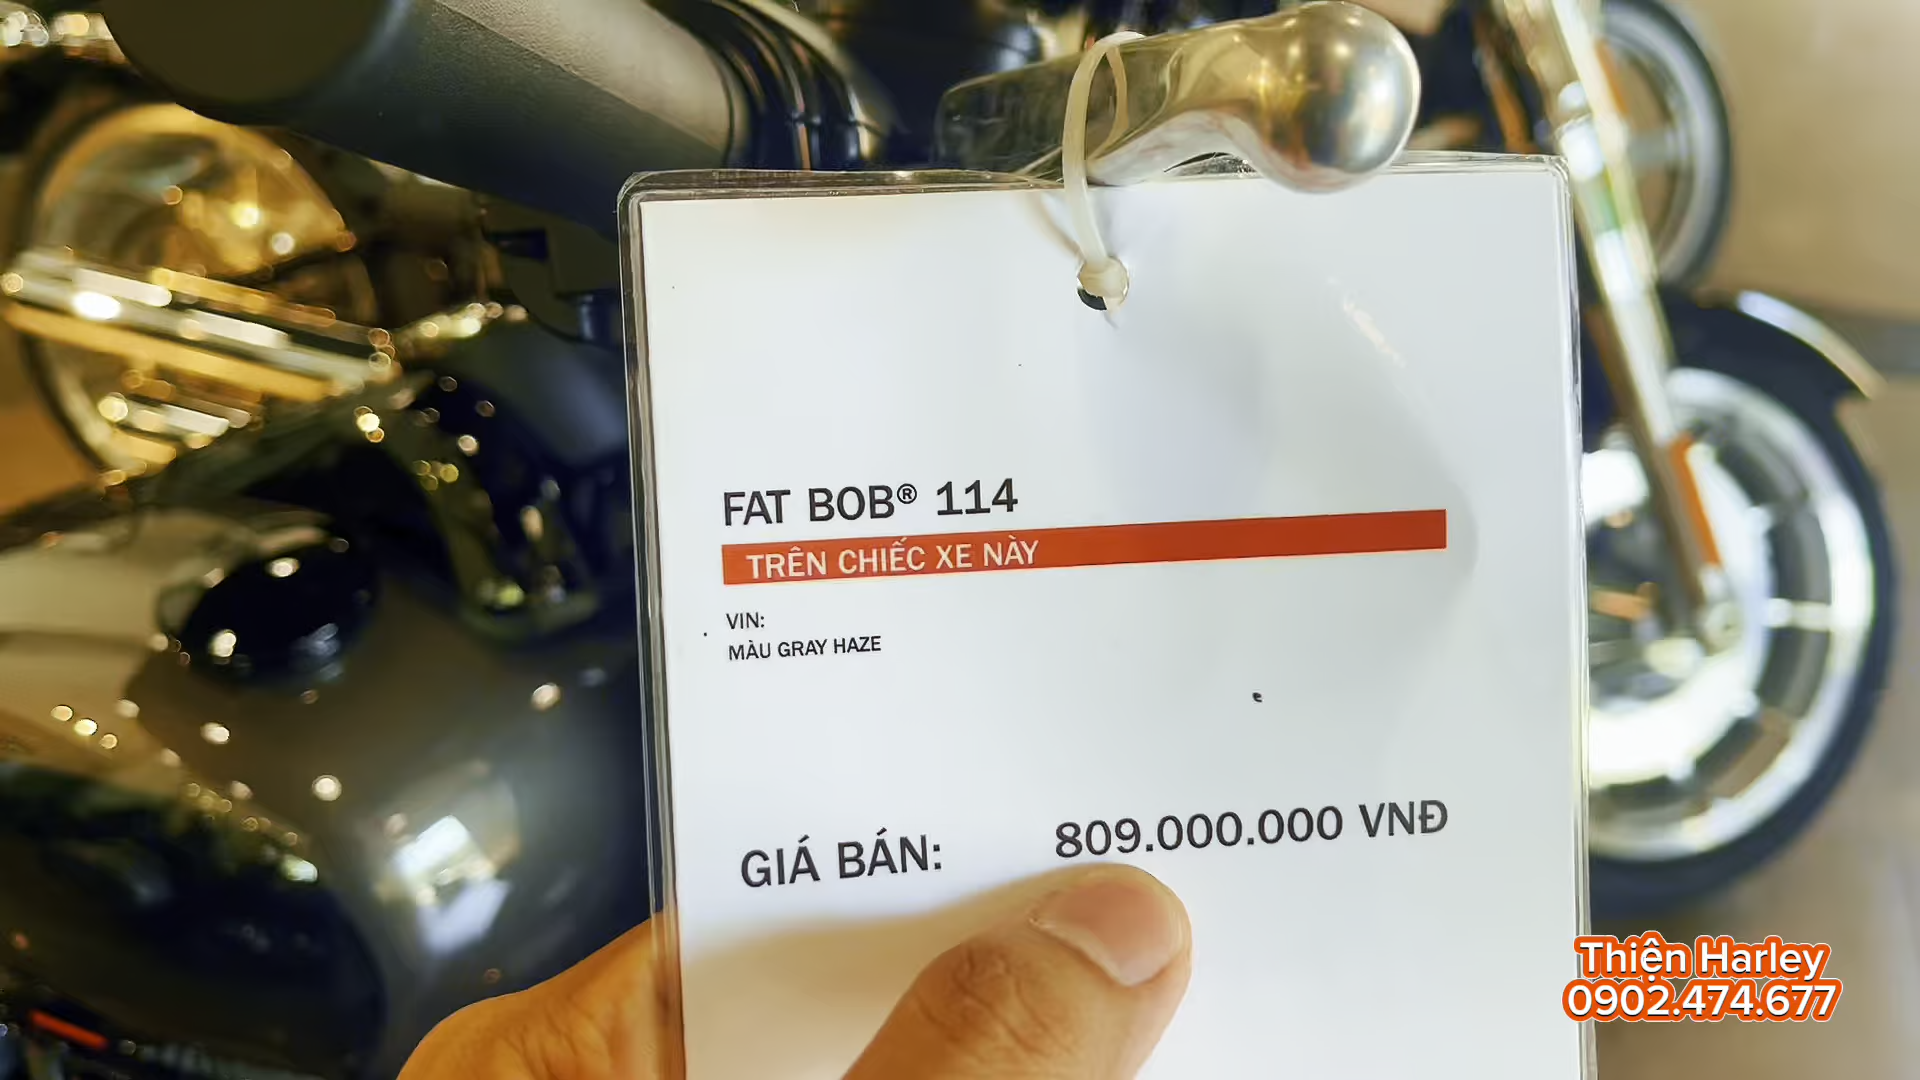 FAT BOB® 114
TRÊN CHIẾC XE NÀY
VIN:
MÀU GRAY HAZE
GIÁ BÁN: 809.000.000 VNĐ
Thiện Harley
0902.474.677